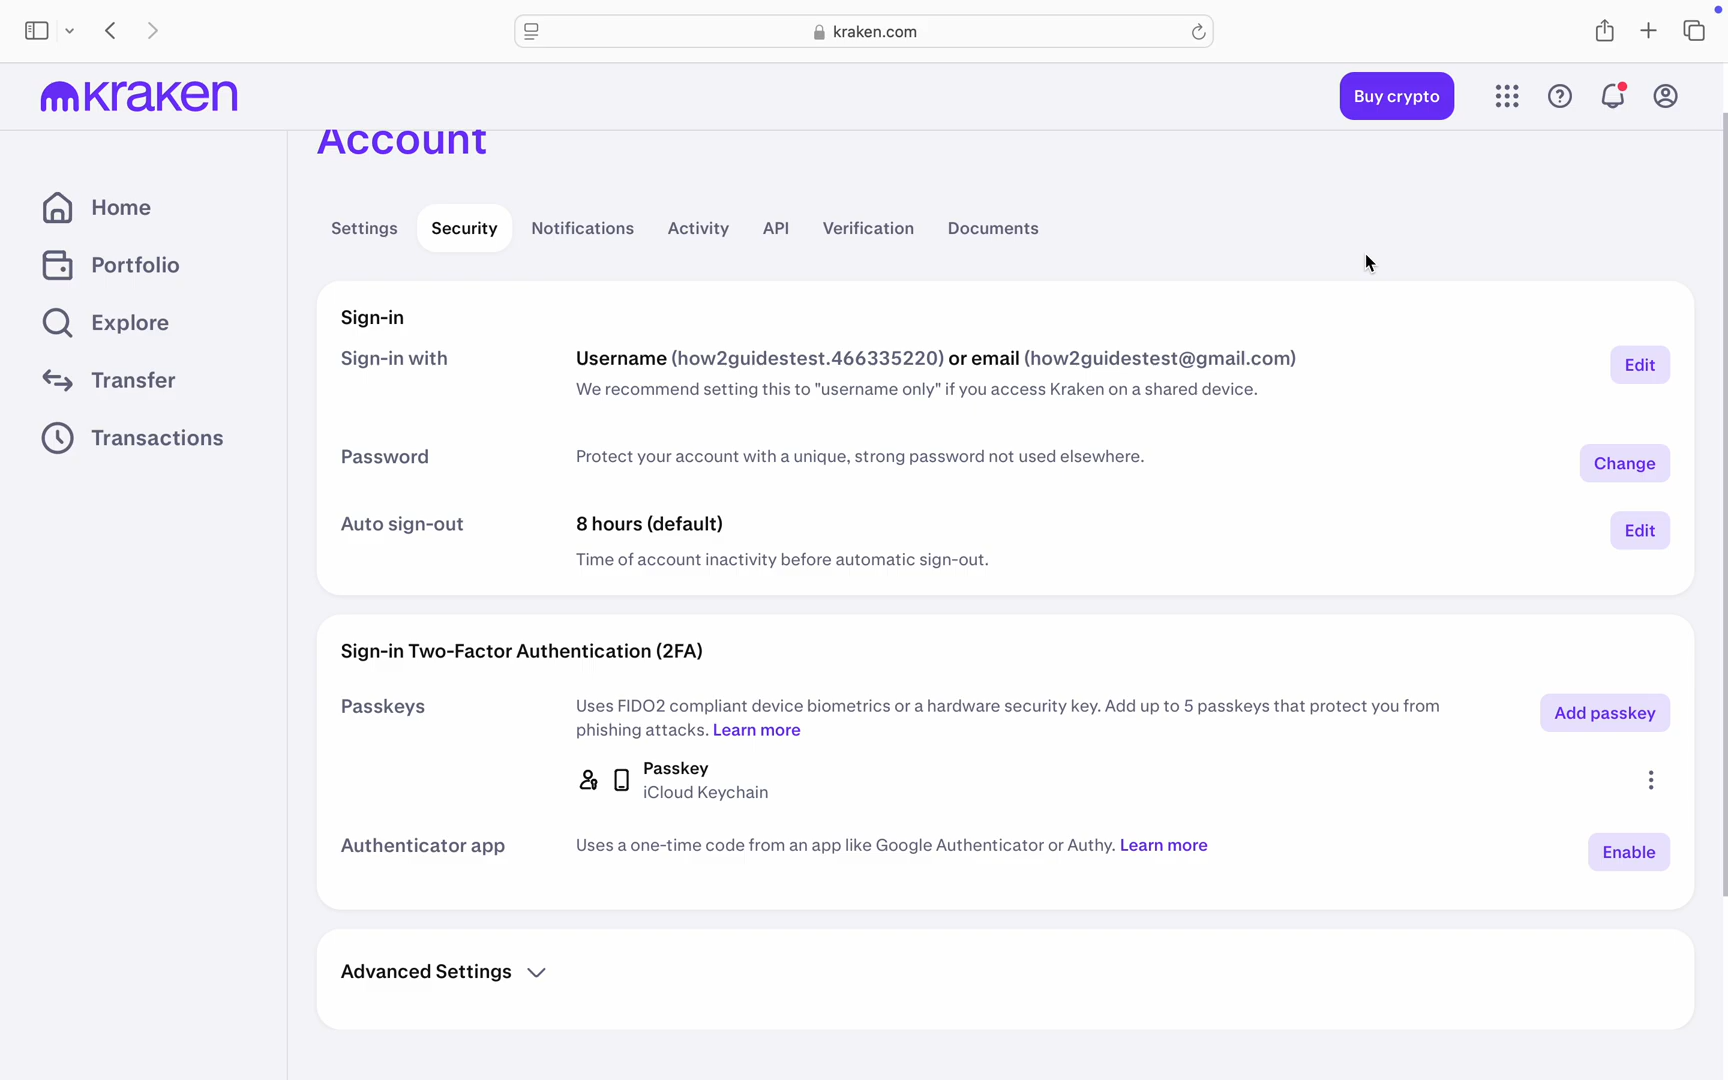 kraken.com
kraken
Buy crypto
Account
Home
Portfolio
Explore
Transfer
Transactions
Settings
Security
Notifications
Activity
API
Verification
Documents
Sign-in
Sign-in with
Username (how2guidestest.466335220) or email (how2guidestest@gmail.com)
We recommend setting this to "username only" if you access Kraken on a shared device.
Edit
Password
Protect your account with a unique, strong password not used elsewhere.
Change
Auto sign-out
8 hours (default)
Time of account inactivity before automatic sign-out.
Edit
Sign-in Two-Factor Authentication (2FA)
Passkeys
Uses FIDO2 compliant device biometrics or a hardware security key. Add up to 5 passkeys that protect you from
phishing attacks. Learn more
Add passkey
Passkey
iCloud Keychain
Authenticator app
Uses a one-time code from an app like Google Authenticator or Authy. Learn more
Enable
Advanced Settings